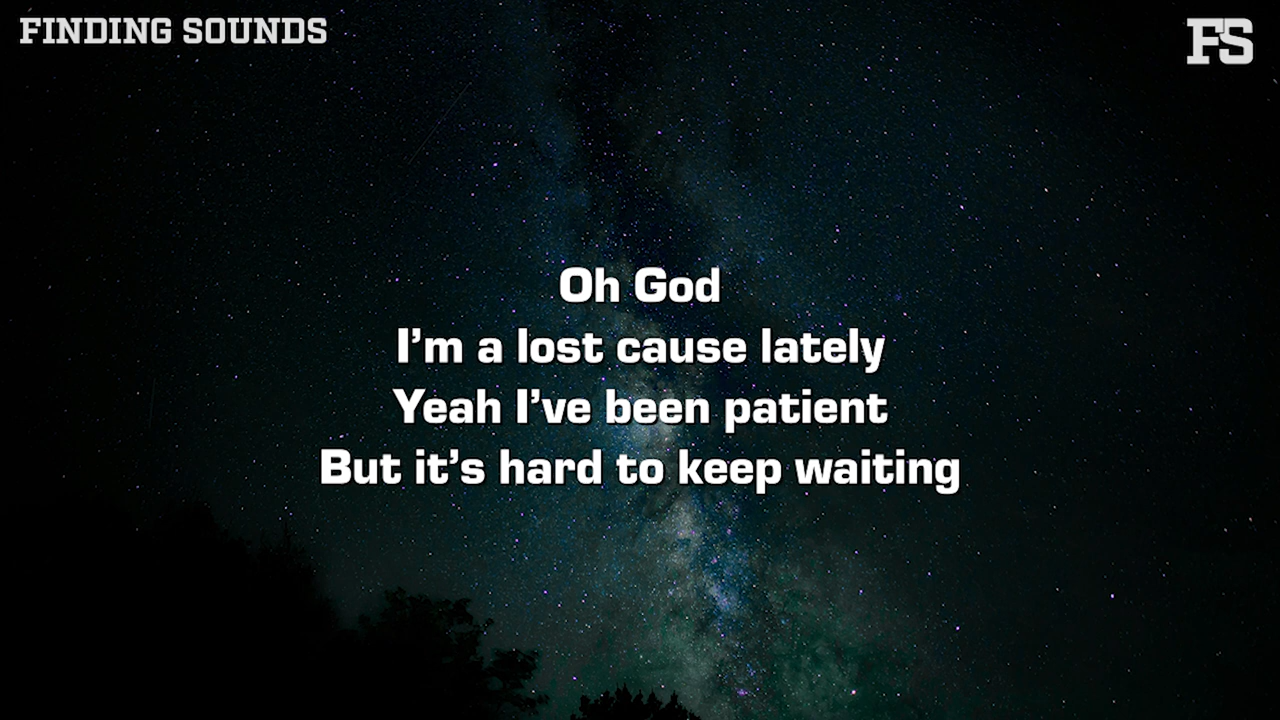 FINDING SOUNDS
FS
Oh God
I'm a lost cause lately
Yeah I've been patient
But it's hard to keep waiting